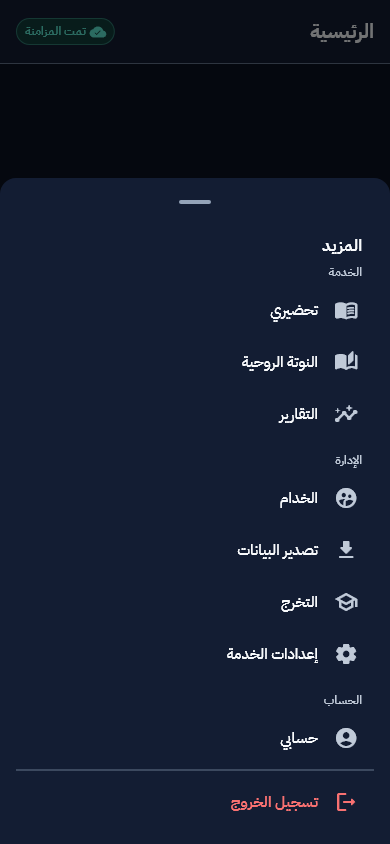 الرئيسية
تمت المزامنة
المزيد
الخدمة
تحضيري
النوتة الروحية
التقارير
الإدارة
الخدام
تصدير البيانات
التخرج
إعدادات الخدمة
الحساب
حسابي
تسجيل الخروج